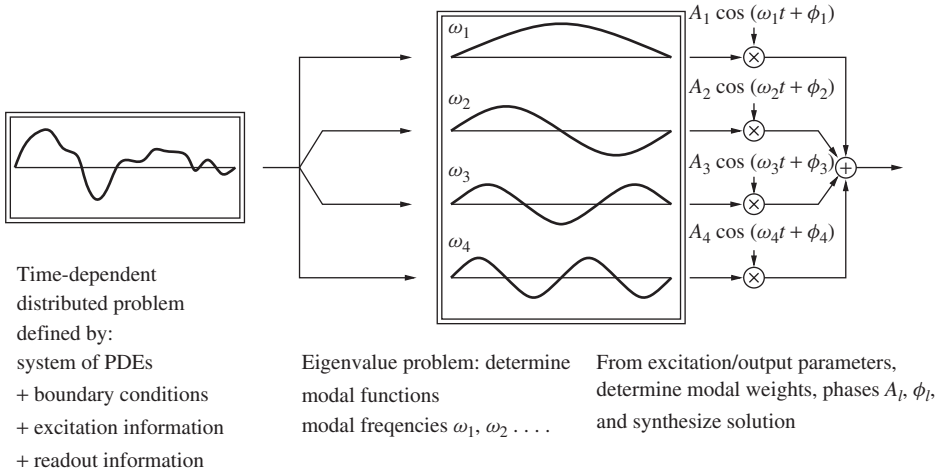 ω₁
A₁ cos (ω₁t + ϕ₁)
×
ω₂
A₂ cos (ω₂t + ϕ₂)
×
ω₃
A₃ cos (ω₃t + ϕ₃)
×
+
ω₄
A₄ cos (ω₄t + ϕ₄)
×
Time-dependent
distributed problem
defined by:
system of PDEs
+ boundary conditions
+ excitation information
+ readout information
Eigenvalue problem: determine
modal functions
modal freqencies ω₁, ω₂ . . . .
From excitation/output parameters,
determine modal weights, phases Aₗ, ϕₗ,
and synthesize solution